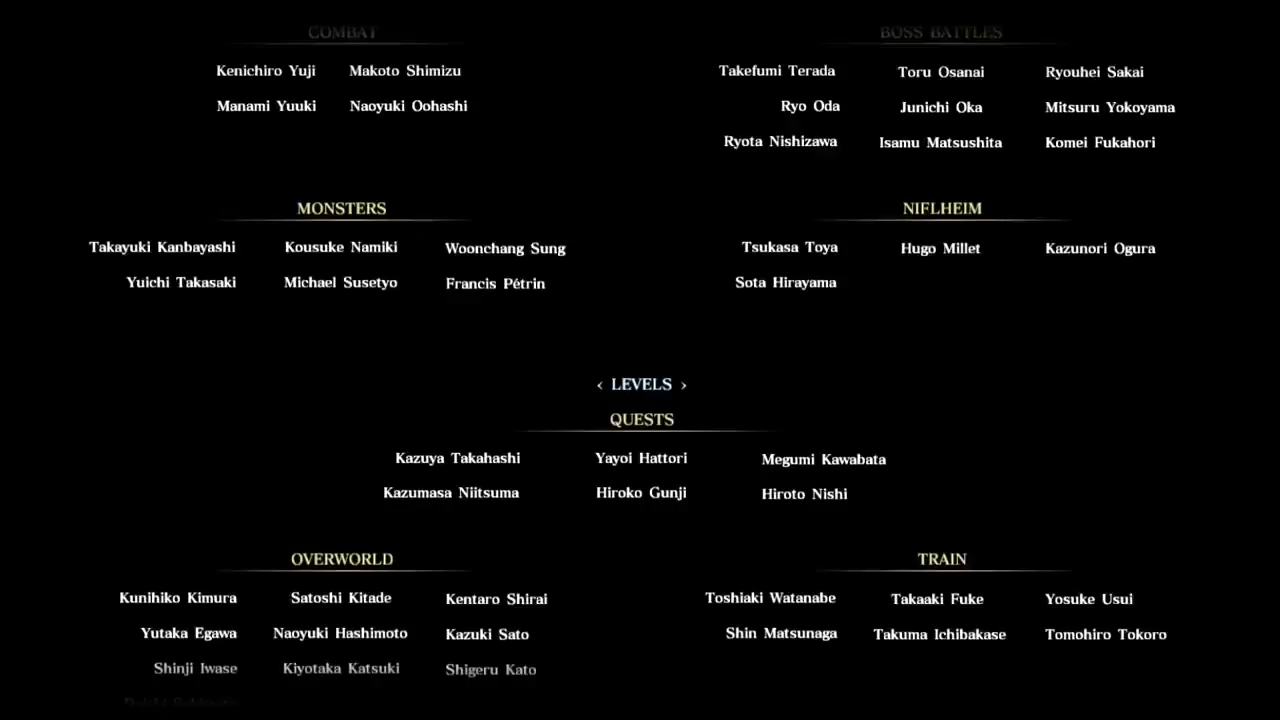 COMBAT
Kenichiro Yuji Makoto Shimizu
Manami Yuuki Naoyuki Oohashi
BOSS BATTLES
Takefumi Terada Toru Osanai Ryouhei Sakai
Ryo Oda Junichi Oka Mitsuru Yokoyama
Ryota Nishizawa Isamu Matsushita Komei Fukahori
MONSTERS
Takayuki Kanbayashi Kousuke Namiki Woonchang Sung
Yuichi Takasaki Michael Susetyo Francis Pétrin
NIFLHEIM
Tsukasa Toya Hugo Millet Kazunori Ogura
Sota Hirayama
‹ LEVELS ›
QUESTS
Kazuya Takahashi Yayoi Hattori Megumi Kawabata
Kazumasa Niitsuma Hiroko Gunji Hiroto Nishi
OVERWORLD
Kunihiko Kimura Satoshi Kitade Kentaro Shirai
Yutaka Egawa Naoyuki Hashimoto Kazuki Sato
Shinji Iwase Kiyotaka Katsuki Shigeru Kato
TRAIN
Toshiaki Watanabe Takaaki Fuke Yosuke Usui
Shin Matsunaga Takuma Ichibakase Tomohiro Tokoro